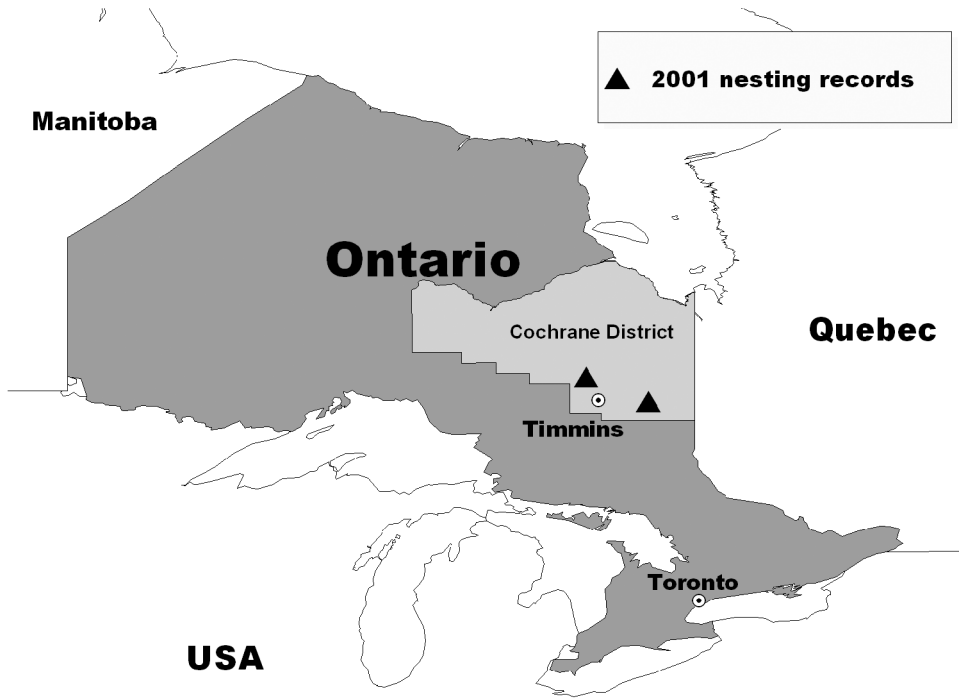 2001 nesting records
Manitoba
Ontario
Cochrane District
Quebec
Timmins
Toronto
USA